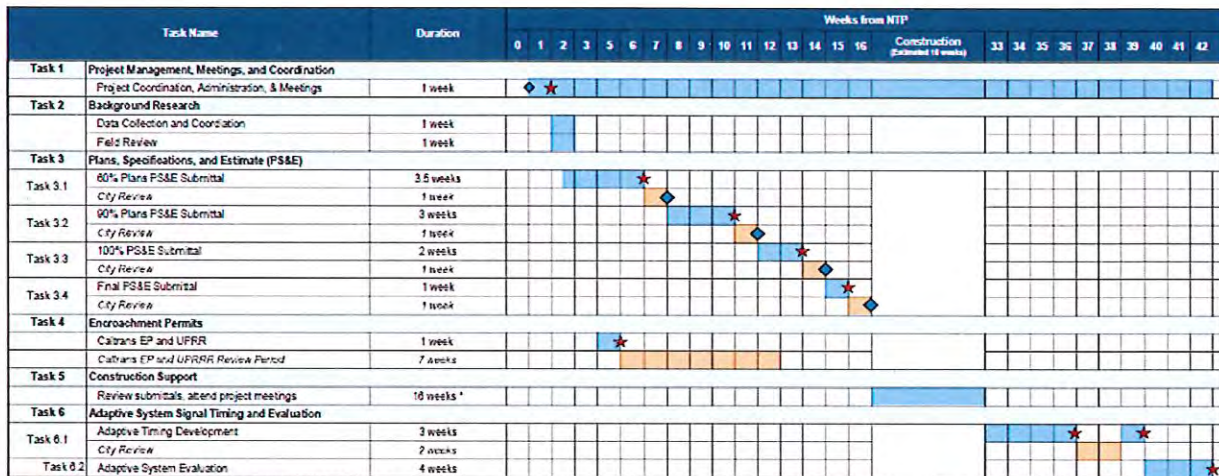 Task Name Duration Weeks from NTP
0 1 2 3 5 6 7 8 9 10 11 12 13 14 15 16 Construction 33 34 35 36 37 38 39 40 41 42
(Estimated 16 weeks)
Task 1 Project Management, Meetings, and Coordination
Project Coordination, Administration, & Meetings 1 week
Task 2 Background Research
Data Collection and Coordiation 1 week
Field Review 1 week
Task 3 Plans, Specifications, and Estimate (PS&E)
Task 3.1 60% Plans PS&E Submittal 3.5 weeks
City Review 1 week
Task 3.2 90% Plans PS&E Submittal 3 weeks
City Review 1 week
Task 3.3 100% PS&E Submittal 2 weeks
City Review 1 week
Task 3.4 Final PS&E Submittal 1 week
City Review 1 week
Task 4 Encroachment Permits
Caltrans EP and UPRR 1 week
Caltrans EP and UPRRR Review Period 7 weeks
Task 5 Construction Support
Review submittals, attend project meetings 16 weeks *
Task 6 Adaptive System Signal Timing and Evaluation
Task 6.1 Adaptive Timing Development 3 weeks
City Review 2 weeks
Task 6.2 Adaptive System Evaluation 4 weeks